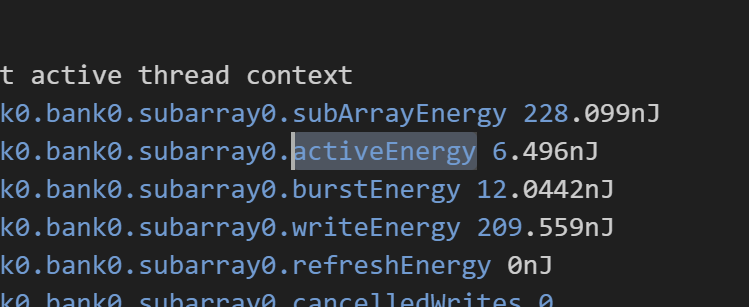 t active thread context
k0.bank0.subarray0.subArrayEnergy 228.099nJ
k0.bank0.subarray0.activeEnergy 6.496nJ
k0.bank0.subarray0.burstEnergy 12.0442nJ
k0.bank0.subarray0.writeEnergy 209.559nJ
k0.bank0.subarray0.refreshEnergy 0nJ
k0.bank0.subarray0.cancelledWrites 0